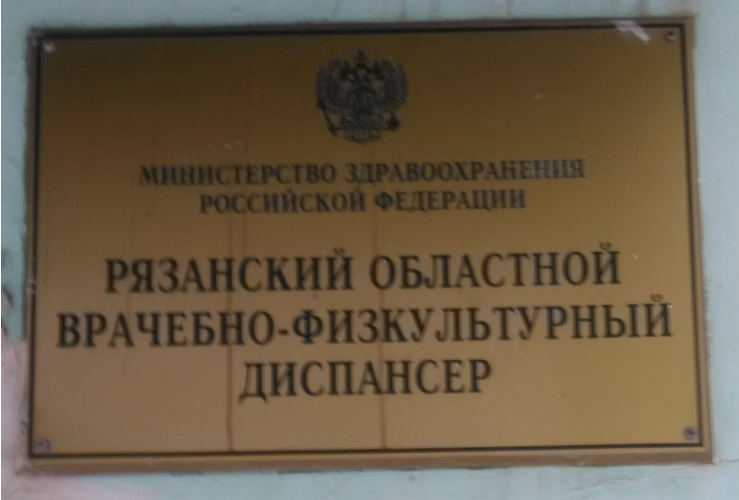 МИНИСТЕРСТВО ЗДРАВООХРАНЕНИЯ
РОССИЙСКОЙ ФЕДЕРАЦИИ
РЯЗАНСКИЙ ОБЛАСТНОЙ
ВРАЧЕБНО-ФИЗКУЛЬТУРНЫЙ
ДИСПАНСЕР